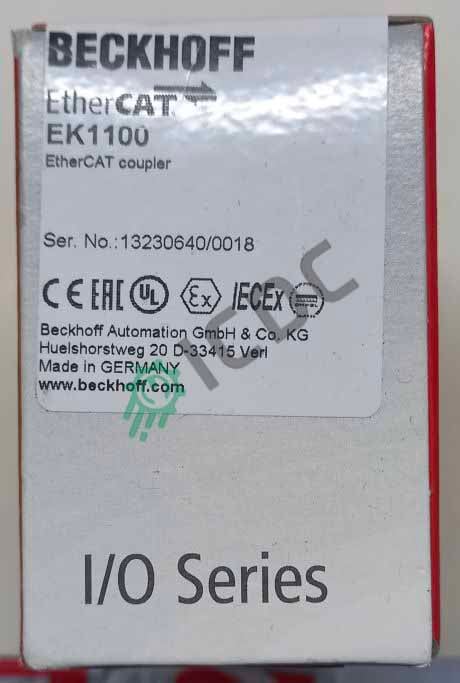 BECKHOFF
EtherCAT
EK1100
EtherCAT coupler
Ser. No.:13230640/0018
CE EAC UL Ex IECEx
Beckhoff Automation GmbH & Co. KG
Huelshorstweg 20 D-33415 Verl
Made in GERMANY
www.beckhoff.com
ICDC
I/O Series